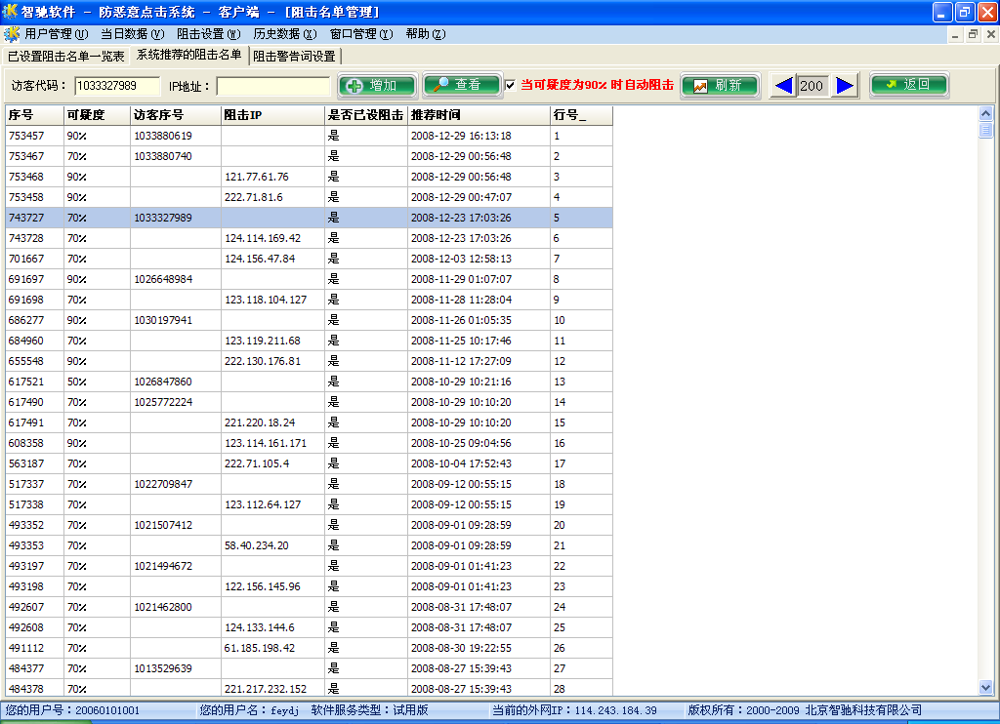 智驰软件 - 防恶意点击系统 - 客户端 - [阻击名单管理]
用户管理(U) 当日数据(V) 阻击设置(W) 历史数据(X) 窗口管理(Y) 帮助(Z)
已设置阻击名单一览表 系统推荐的阻击名单 阻击警告词设置
访客代码： 1033327989 IP地址： 增加 查看 当可疑度为90% 时自动阻击 刷新 200 返回
序号 可疑度 访客序号 阻击IP 是否已设阻击 推荐时间 行号_
753457 90% 1033880619 是 2008-12-29 16:13:18 1
753467 70% 1033880740 是 2008-12-29 00:56:48 2
753468 90% 121.77.61.76 是 2008-12-29 00:56:48 3
753458 90% 222.71.81.6 是 2008-12-29 00:47:07 4
743727 70% 1033327989 是 2008-12-23 17:03:26 5
743728 70% 124.114.169.42 是 2008-12-23 17:03:26 6
701667 70% 124.156.47.84 是 2008-12-03 12:58:13 7
691697 90% 1026648984 是 2008-11-29 01:07:07 8
691698 70% 123.118.104.127 是 2008-11-28 11:28:04 9
686277 90% 1030197941 是 2008-11-26 01:05:35 10
684960 70% 123.119.211.68 是 2008-11-25 10:17:46 11
655548 90% 222.130.176.81 是 2008-11-12 17:27:09 12
617521 50% 1026847860 是 2008-10-29 10:21:16 13
617490 70% 1025772224 是 2008-10-29 10:10:20 14
617491 70% 221.220.18.24 是 2008-10-29 10:10:20 15
608358 90% 123.114.161.171 是 2008-10-25 09:04:56 16
563187 70% 222.71.105.4 是 2008-10-04 17:52:43 17
517337 70% 1022709847 是 2008-09-12 00:55:15 18
517338 70% 123.112.64.127 是 2008-09-12 00:55:15 19
493352 70% 1021507412 是 2008-09-01 09:28:59 20
493353 70% 58.40.234.20 是 2008-09-01 09:28:59 21
493197 70% 1021494672 是 2008-09-01 01:41:23 22
493198 70% 122.156.145.96 是 2008-09-01 01:41:23 23
492607 70% 1021462800 是 2008-08-31 17:48:07 24
492608 70% 124.133.144.6 是 2008-08-31 17:48:07 25
491112 70% 61.185.198.42 是 2008-08-30 19:22:55 26
484377 70% 1013529639 是 2008-08-27 15:39:43 27
484378 70% 221.217.232.152 是 2008-08-27 15:39:43 28
您的用户号：20060101001 您的用户名：feydj 软件服务类型：试用版 当前的外网IP：114.243.184.39 版权所有：2000-2009 北京智驰科技有限公司